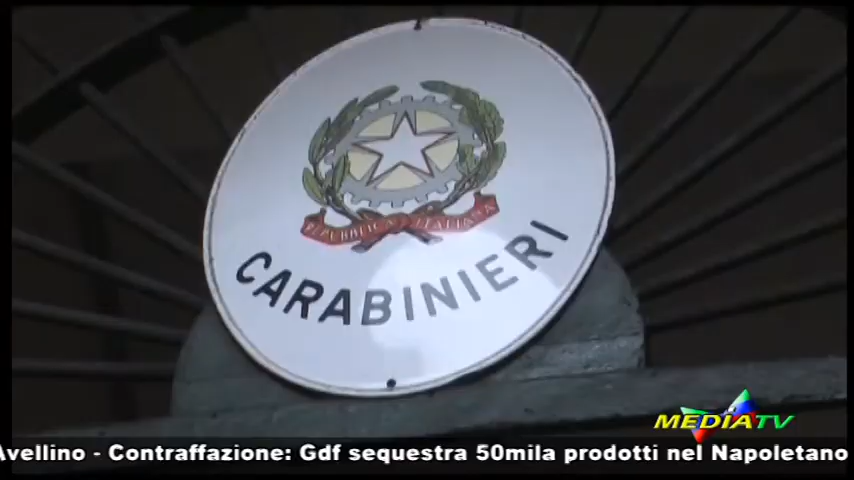 REPUBBLICA ITALIANA
CARABINIERI
MEDIATV
Avellino - Contraffazione: Gdf sequestra 50mila prodotti nel Napoletano